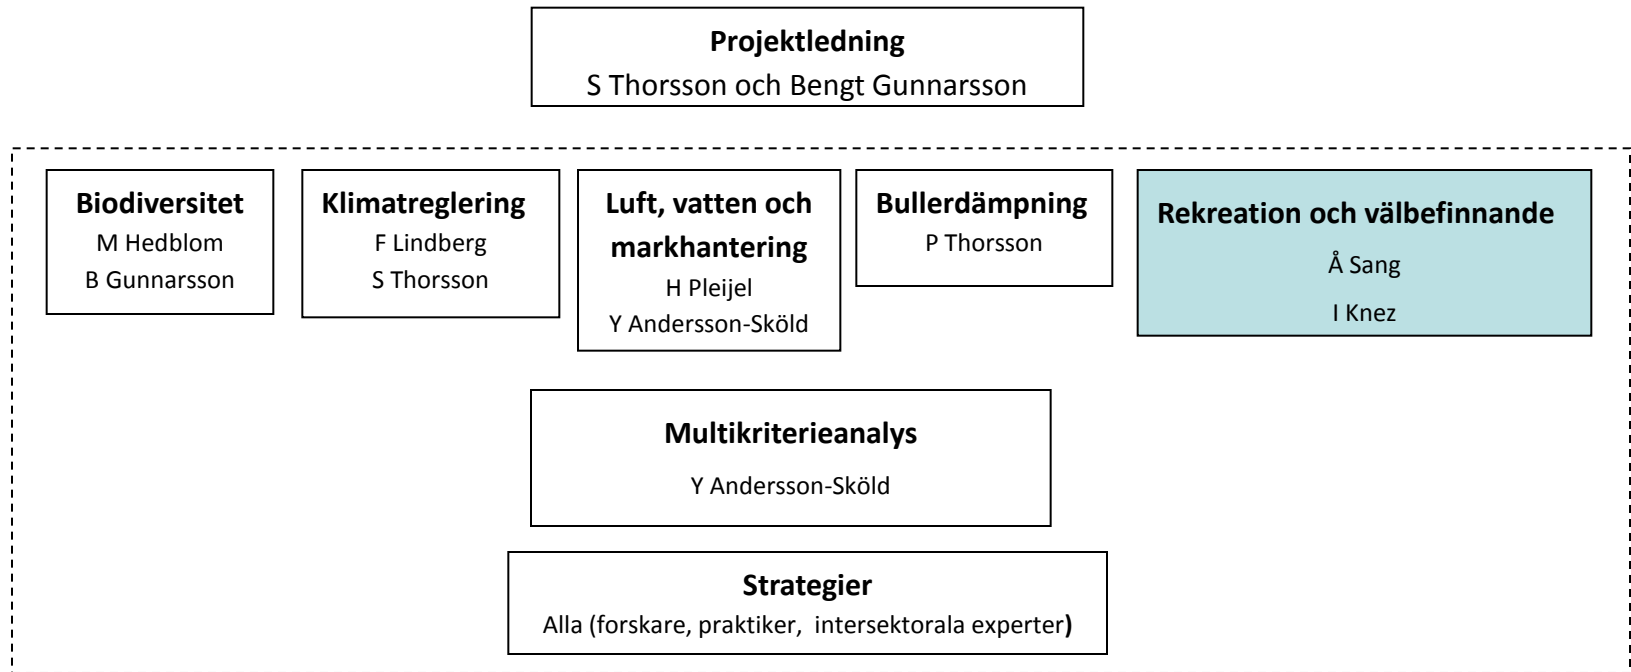 Projektledning
S Thorsson och Bengt Gunnarsson
Biodiversitet
M Hedblom
B Gunnarsson
Klimatreglering
F Lindberg
S Thorsson
Luft, vatten och
markhantering
H Pleijel
Y Andersson-Sköld
Bullerdämpning
P Thorsson
Rekreation och välbefinnande
Å Sang
I Knez
Multikriterieanalys
Y Andersson-Sköld
Strategier
Alla (forskare, praktiker, intersektorala experter)